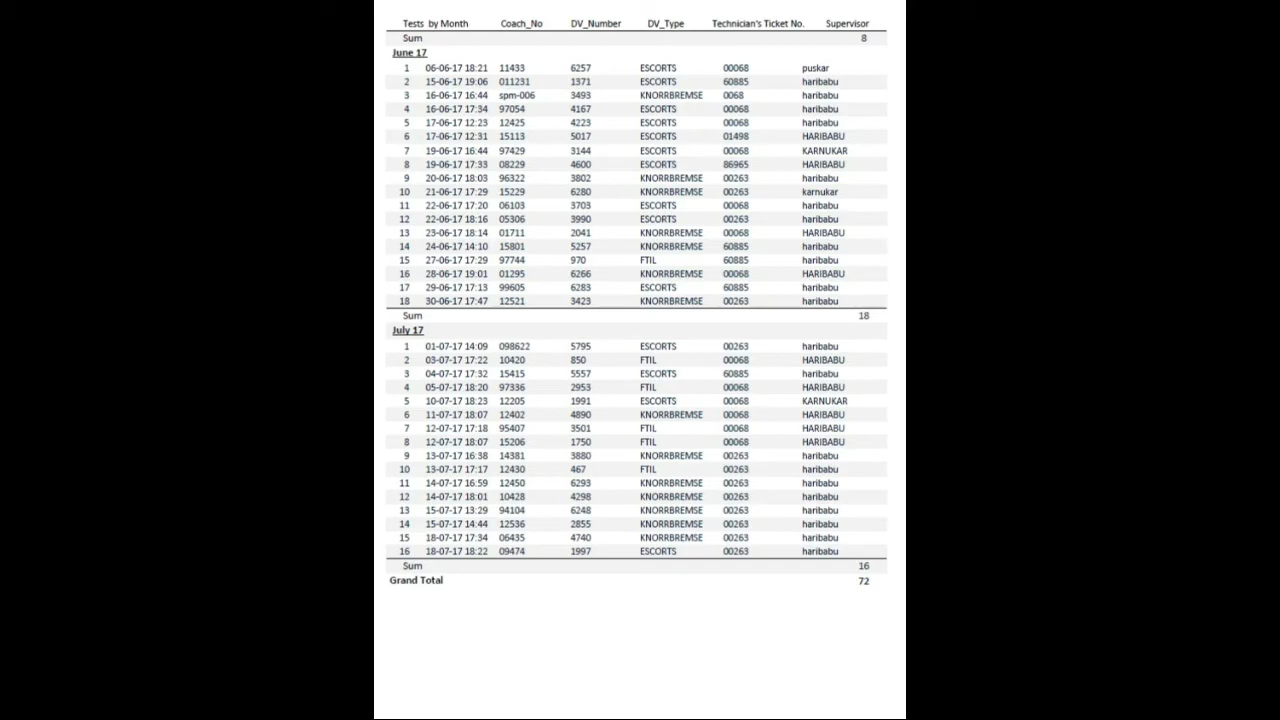 Tests by Month Coach_No DV_Number DV_Type Technician's Ticket No. Supervisor
Sum 8
June 17
1 06-06-17 18:21 11433 6257 ESCORTS 00068 puskar
2 15-06-17 19:06 011231 1371 ESCORTS 60885 haribabu
3 16-06-17 16:44 spm-006 3493 KNORRBREMSE 0068 haribabu
4 16-06-17 17:34 97054 4167 ESCORTS 00068 haribabu
5 17-06-17 12:23 12425 4223 ESCORTS 00068 haribabu
6 17-06-17 12:31 15113 5017 ESCORTS 01498 HARIBABU
7 19-06-17 16:44 97429 3144 ESCORTS 00068 KARNUKAR
8 19-06-17 17:33 08229 4600 ESCORTS 86965 HARIBABU
9 20-06-17 18:03 96322 3802 KNORRBREMSE 00263 haribabu
10 21-06-17 17:29 15229 6280 KNORRBREMSE 00263 karnukar
11 22-06-17 17:20 06103 3703 ESCORTS 00068 haribabu
12 22-06-17 18:16 05306 3990 ESCORTS 00263 haribabu
13 23-06-17 18:14 01711 2041 KNORRBREMSE 00068 HARIBABU
14 24-06-17 14:10 15801 5257 KNORRBREMSE 60885 haribabu
15 27-06-17 17:29 97744 970 FTIL 60885 haribabu
16 28-06-17 19:01 01295 6266 KNORRBREMSE 00068 HARIBABU
17 29-06-17 17:13 99605 6283 ESCORTS 60885 haribabu
18 30-06-17 17:47 12521 3423 KNORRBREMSE 00263 haribabu
Sum 18
July 17
1 01-07-17 14:09 098622 5795 ESCORTS 00263 haribabu
2 03-07-17 17:22 10420 850 FTIL 00068 HARIBABU
3 04-07-17 17:32 15415 5557 ESCORTS 60885 haribabu
4 05-07-17 18:20 97336 2953 FTIL 00068 HARIBABU
5 10-07-17 18:23 12205 1991 ESCORTS 00068 KARNUKAR
6 11-07-17 18:07 12402 4890 KNORRBREMSE 00068 HARIBABU
7 12-07-17 17:18 95407 3501 FTIL 00068 HARIBABU
8 12-07-17 18:07 15206 1750 FTIL 00068 HARIBABU
9 13-07-17 16:38 14381 3880 KNORRBREMSE 00263 haribabu
10 13-07-17 17:17 12430 467 FTIL 00263 haribabu
11 14-07-17 16:59 12450 6293 KNORRBREMSE 00263 haribabu
12 14-07-17 18:01 10428 4298 KNORRBREMSE 00263 haribabu
13 15-07-17 13:29 94104 6248 KNORRBREMSE 00263 haribabu
14 15-07-17 14:44 12536 2855 KNORRBREMSE 00263 haribabu
15 18-07-17 17:34 06435 4740 KNORRBREMSE 00263 haribabu
16 18-07-17 18:22 09474 1997 ESCORTS 00263 haribabu
Sum 16
Grand Total 72